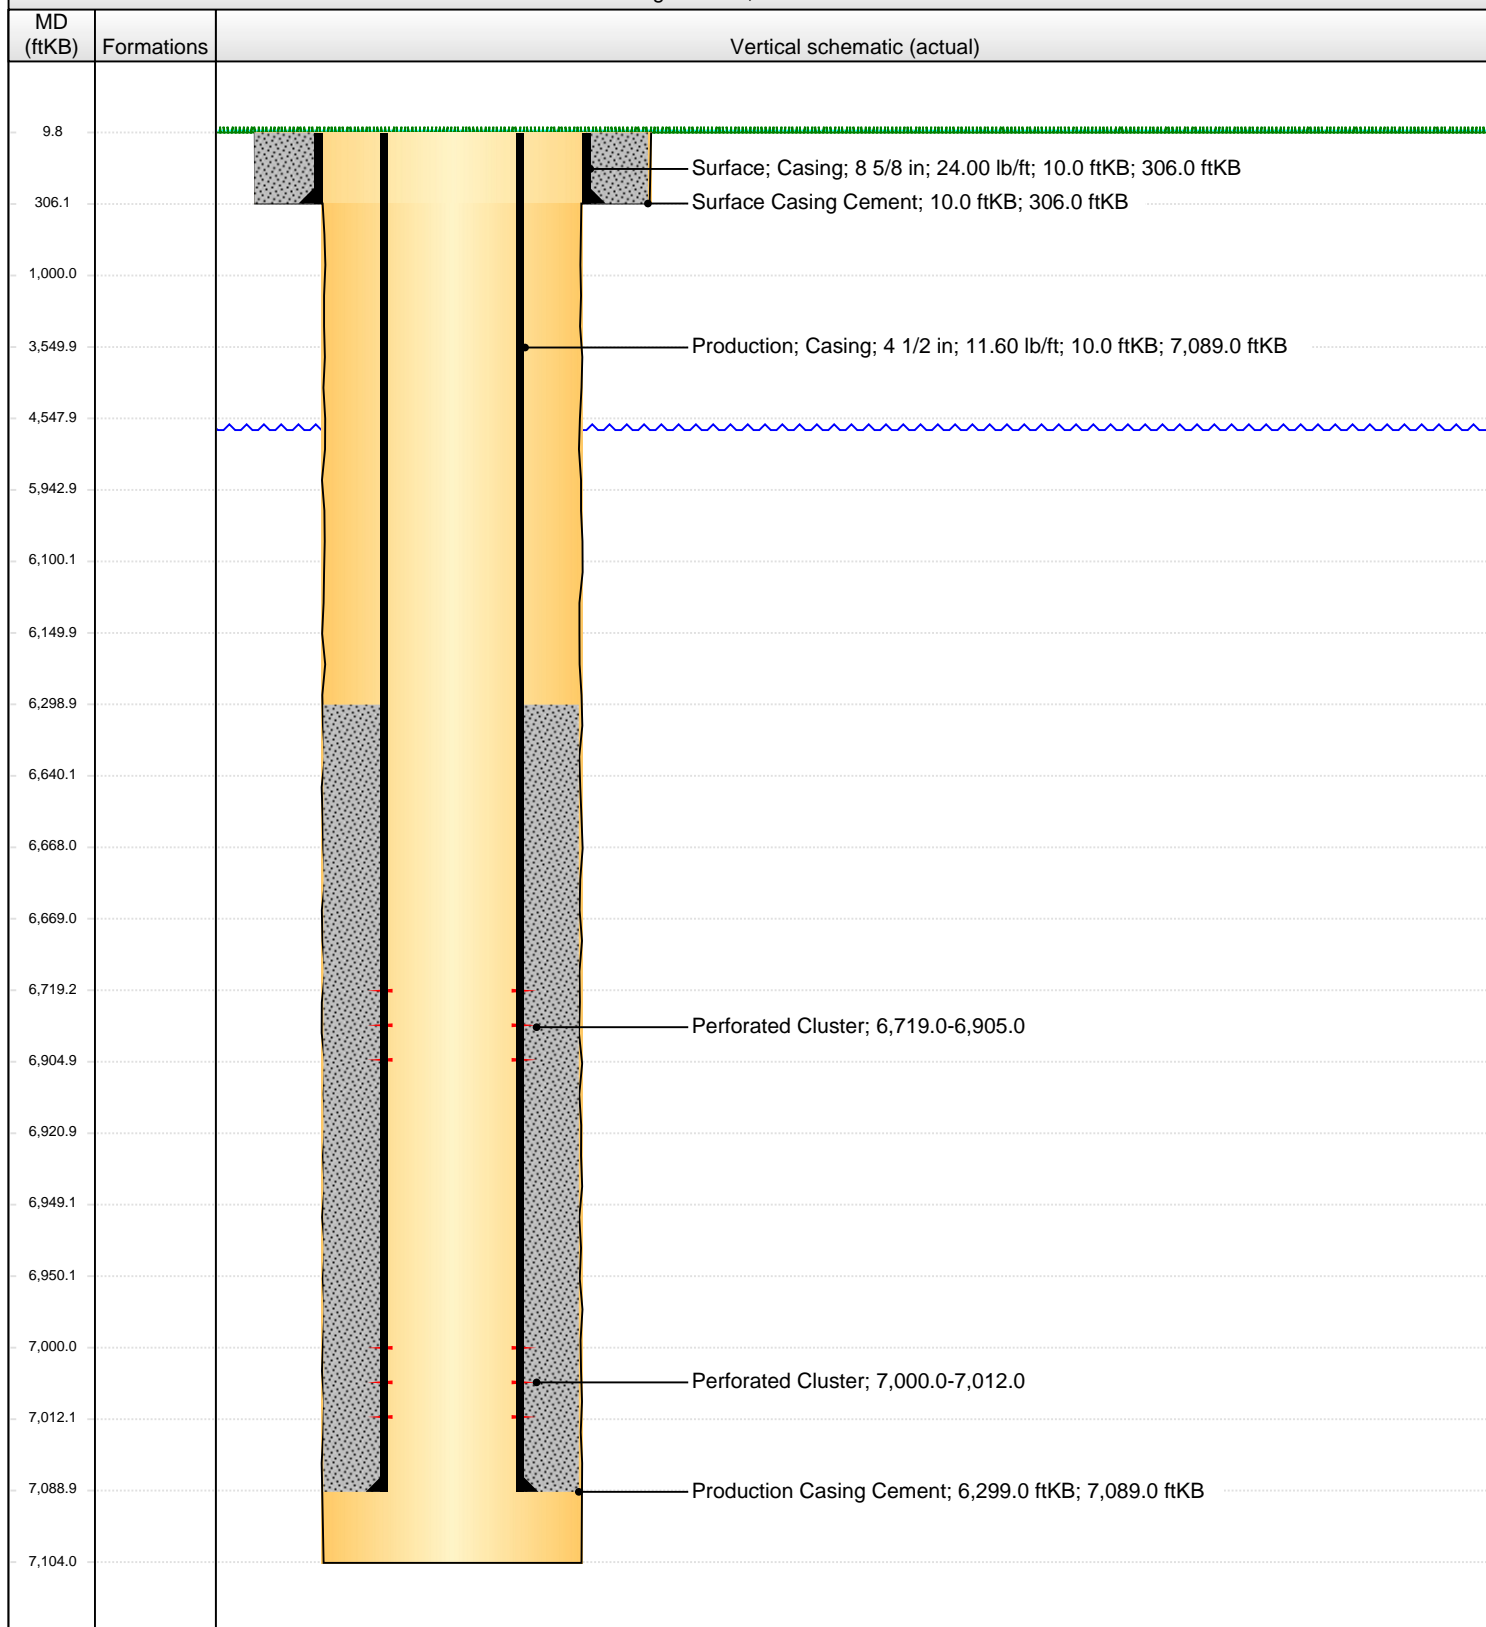 MD
(ftKB)
Formations
Vertical schematic (actual)
9.8
Surface; Casing; 8 5/8 in; 24.00 lb/ft; 10.0 ftKB; 306.0 ftKB
306.1
Surface Casing Cement; 10.0 ftKB; 306.0 ftKB
1,000.0
3,549.9
Production; Casing; 4 1/2 in; 11.60 lb/ft; 10.0 ftKB; 7,089.0 ftKB
4,547.9
5,942.9
6,100.1
6,149.9
6,298.9
6,640.1
6,668.0
6,669.0
6,719.2
Perforated Cluster; 6,719.0-6,905.0
6,904.9
6,920.9
6,949.1
6,950.1
7,000.0
Perforated Cluster; 7,000.0-7,012.0
7,012.1
7,088.9
Production Casing Cement; 6,299.0 ftKB; 7,089.0 ftKB
7,104.0